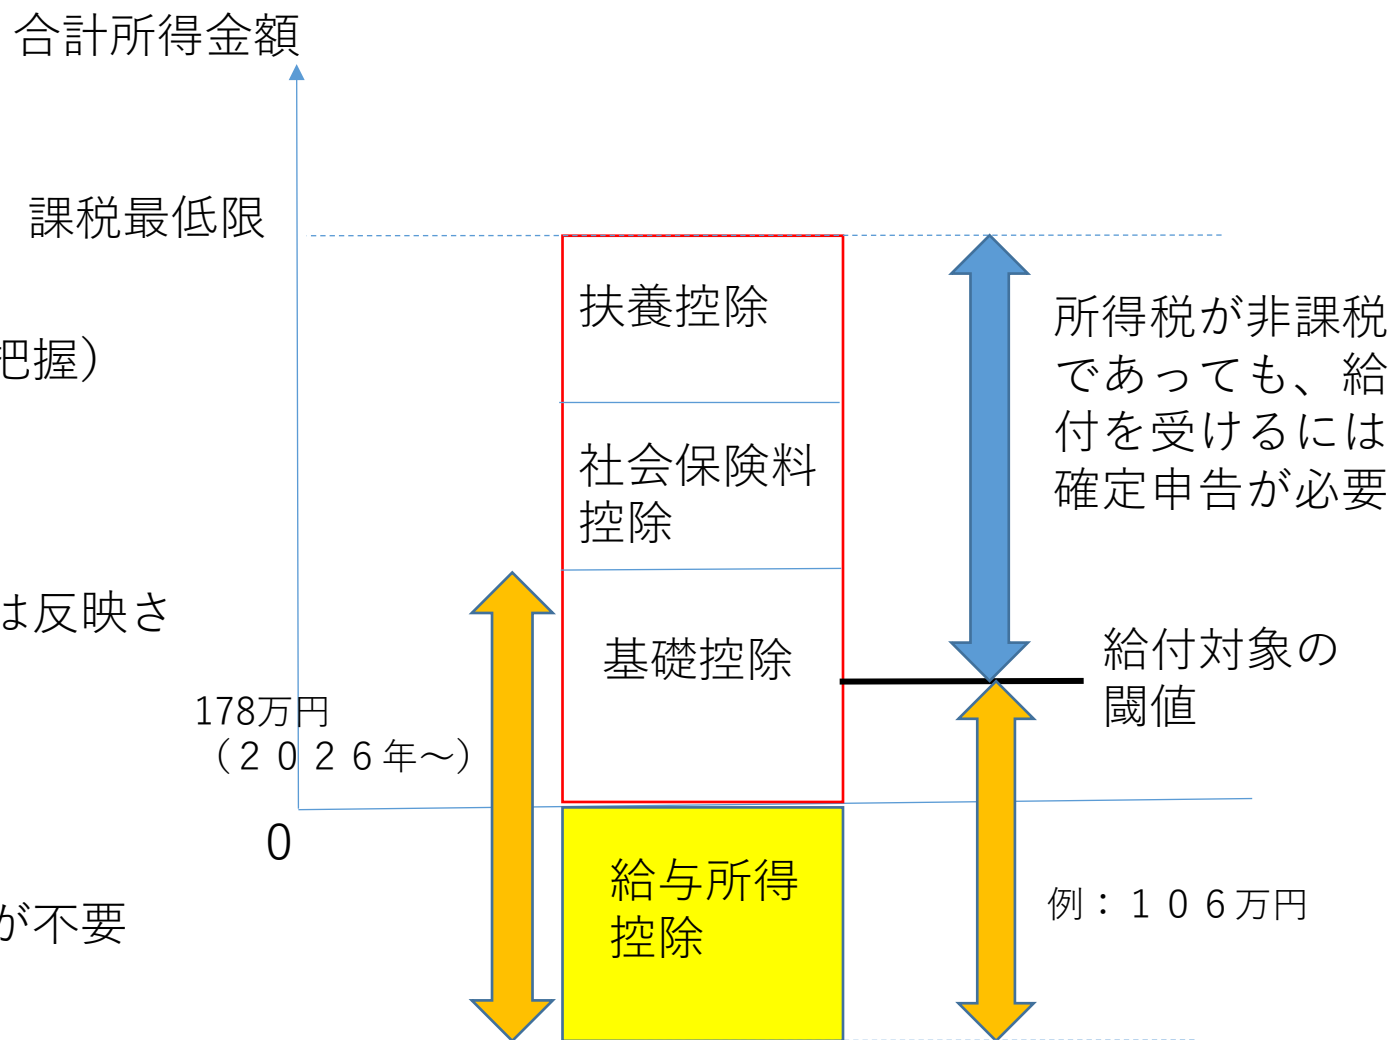 合計所得金額
課税最低限
把握）
は反映さ
178万円
（２０２６年～）
0
が不要
扶養控除
社会保険料
控除
基礎控除
給与所得
控除
所得税が非課税
であっても、給
付を受けるには
確定申告が必要
給付対象の
閾値
例：１０６万円